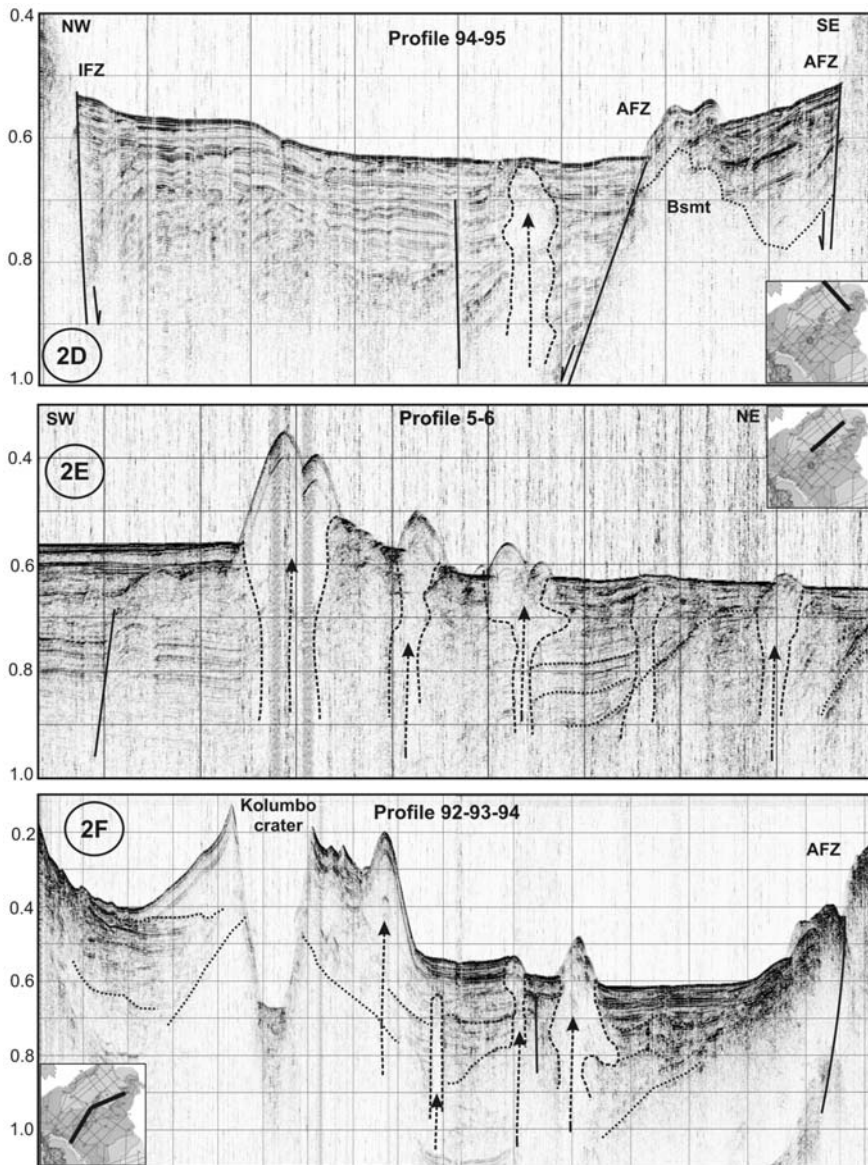 0.4
NW
Profile 94-95
SE
IFZ
AFZ
AFZ
0.6
Bsmt
0.8
2D
1.0
SW
Profile 5-6
NE
0.4
2E
0.6
0.8
1.0
2F
Kolumbo
crater
Profile 92-93-94
AFZ
0.2
0.4
0.6
0.8
1.0